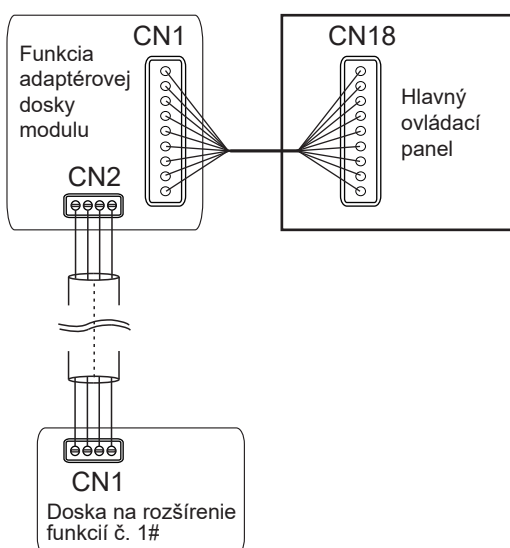 CN1
Funkcia
adaptérovej
dosky
modulu
CN2
CN18
Hlavný
ovládací
panel
CN1
Doska na rozšírenie
funkcií č. 1#